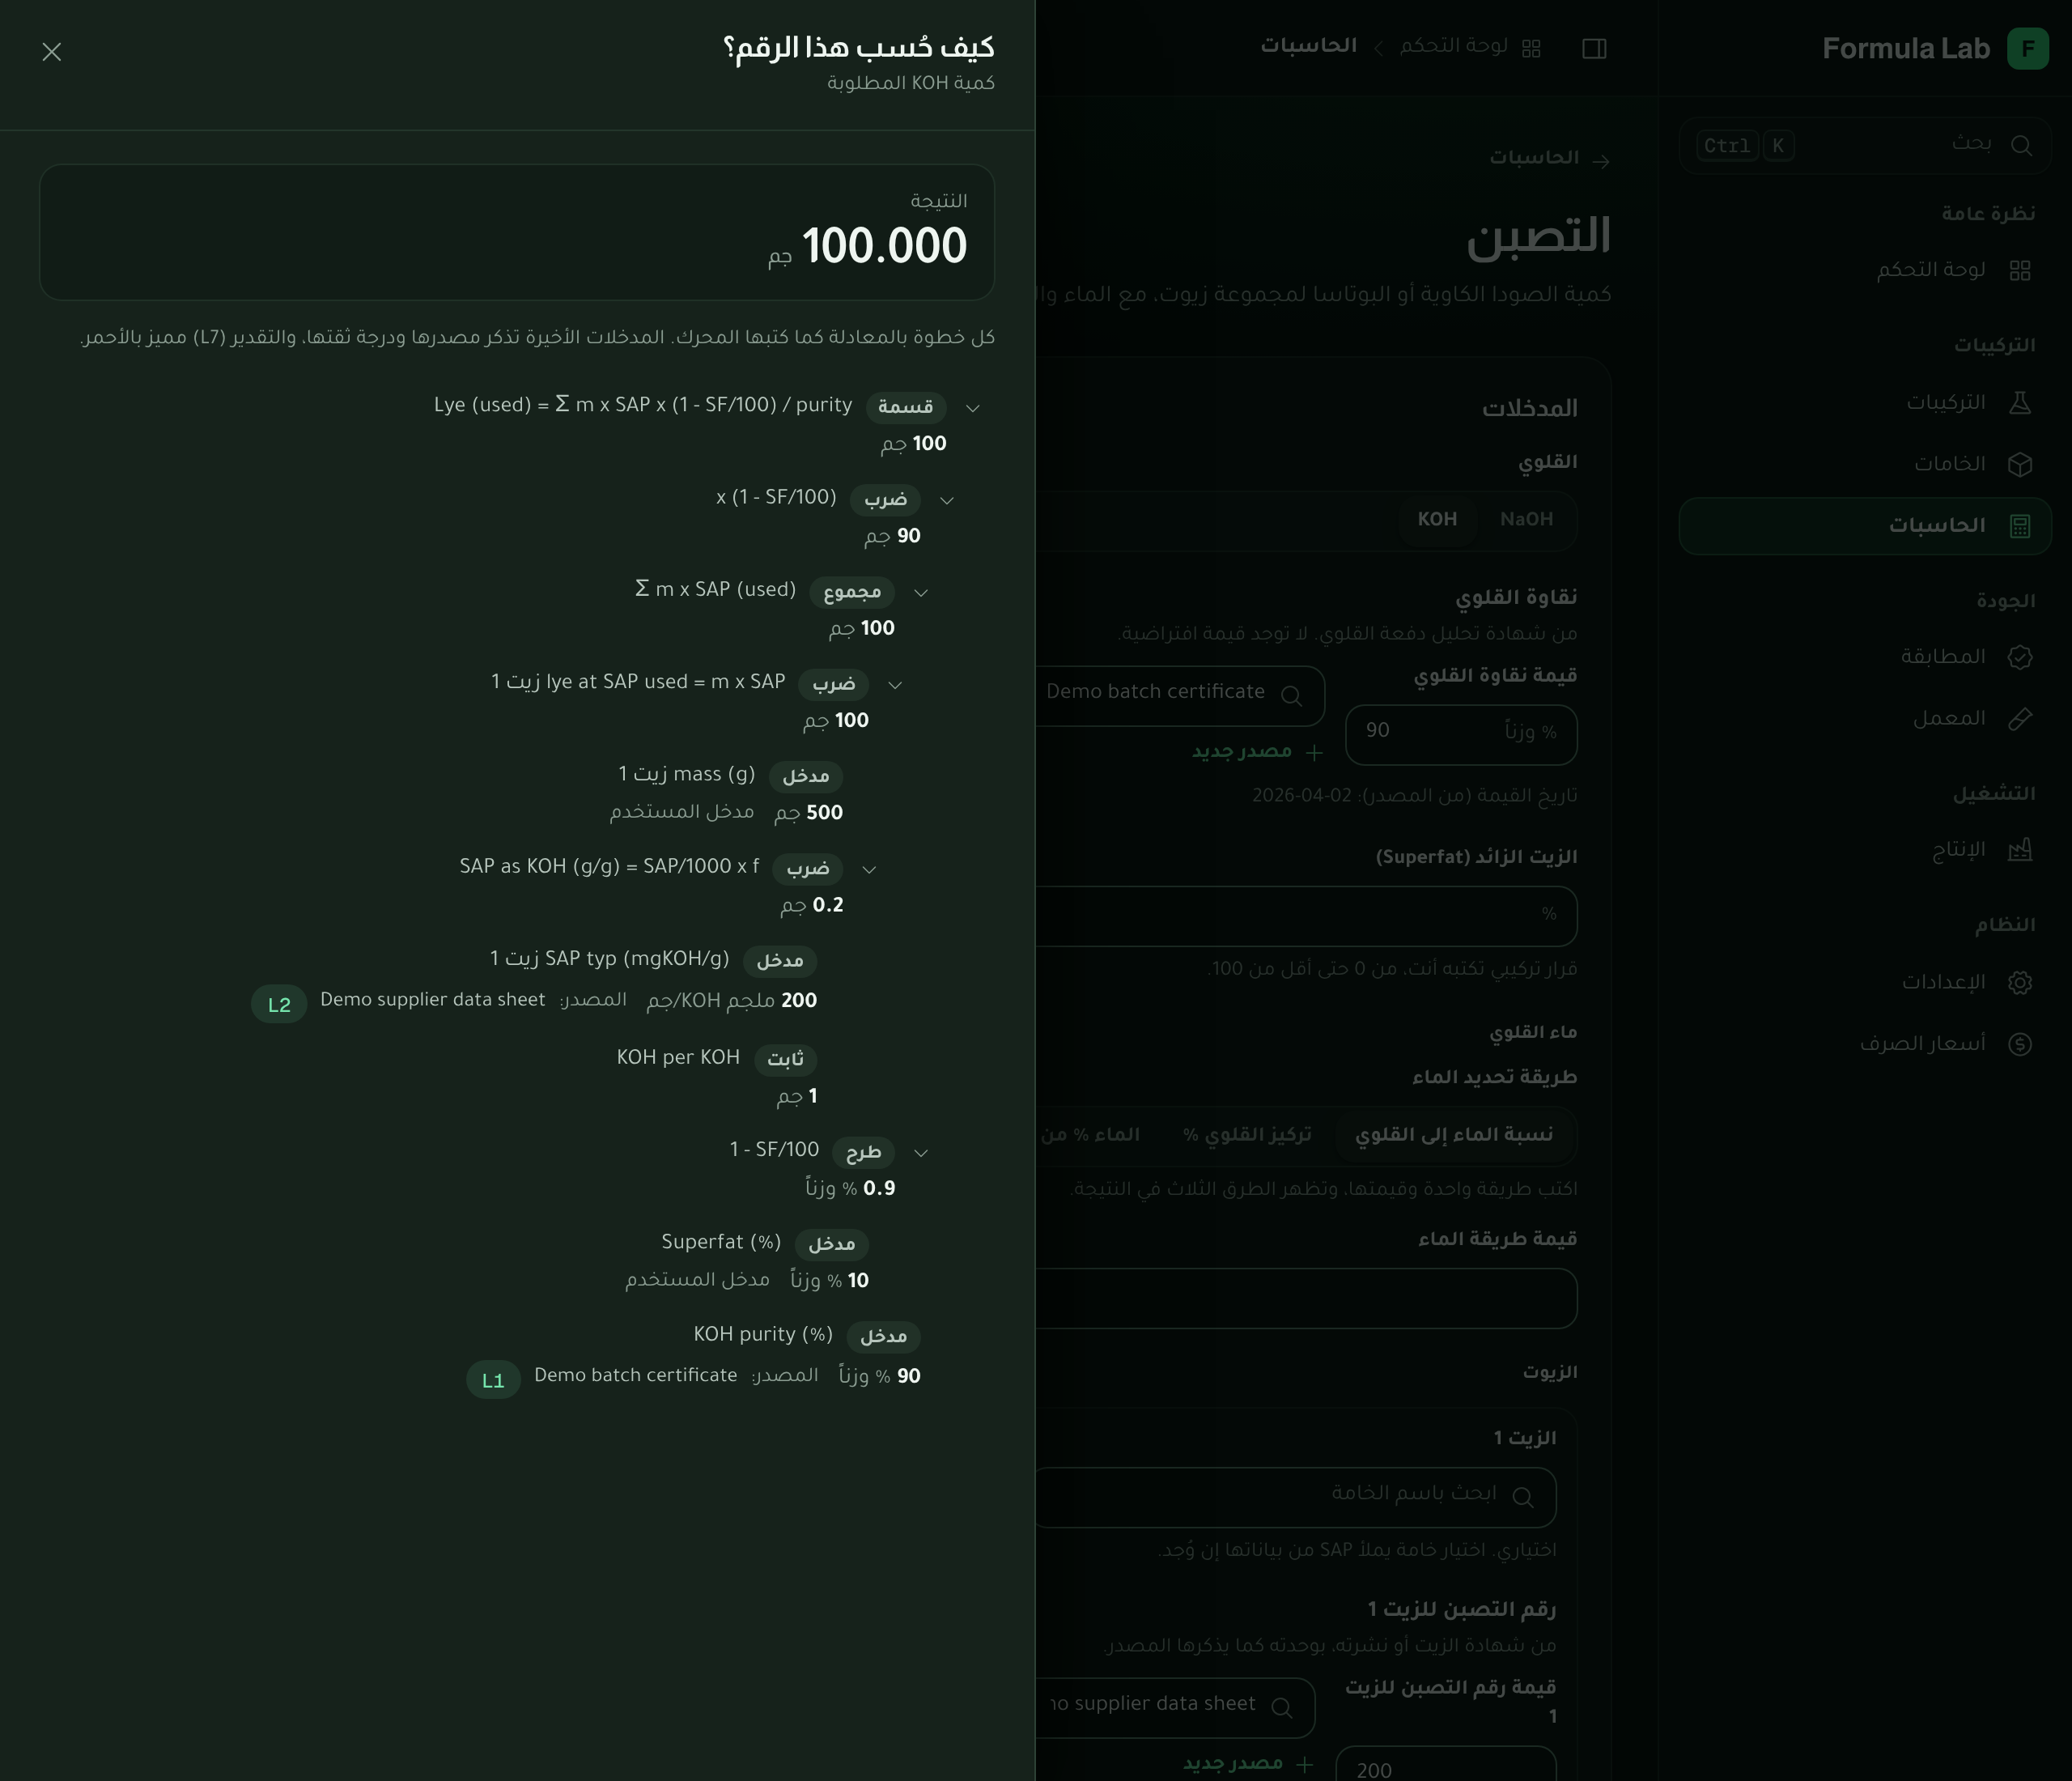 Formula Lab
F
بحث
Ctrl K
نظرة عامة
لوحة التحكم
التركيبات
التركيبات
الخامات
الحاسبات
الجودة
المطابقة
المعمل
التشغيل
الإنتاج
النظام
الإعدادات
أسعار الصرف
لوحة التحكم
الحاسبات
الحاسبات
التصبن
كمية الصودا الكاوية أو البوتاسا لمجموعة زيوت، مع الماء
المدخلات
القلوي
NaOH
KOH
نقاوة القلوي
من شهادة تحليل دفعة القلوي. لا توجد قيمة افتراضية.
قيمة نقاوة القلوي
90 % وزناً
Demo batch certificate
مصدر جديد
تاريخ القيمة (من المصدر): 2026-04-02
الزيت الزائد (Superfat)
%
قرار تركيبي تكتبه أنت، من 0 حتى أقل من 100.
ماء القلوي
طريقة تحديد الماء
نسبة الماء إلى القلوي
تركيز القلوي %
الماء % من
اكتب طريقة واحدة وقيمتها، وتظهر الطرق الثلاث في النتيجة.
قيمة طريقة الماء
الزيوت
الزيت 1
ابحث باسم الخامة
اختياري. اختيار خامة يملأ SAP من بياناتها إن وُجد.
رقم التصبن للزيت 1
من شهادة الزيت أو نشرته، بوحدته كما يذكرها المصدر.
قيمة رقم التصبن للزيت
1
supplier data sheet
مصدر جديد
200
كيف حُسب هذا الرقم؟
كمية KOH المطلوبة
النتيجة
100.000 جم
كل خطوة بالمعادلة كما كتبها المحرك. المدخلات الأخيرة تذكر مصدرها ودرجة ثقتها، والتقدير (L7) مميز بالأحمر.
قسمة Lye (used) = Σ m x SAP x (1 - SF/100) / purity
100 جم
ضرب x (1 - SF/100)
90 جم
مجموع Σ m x SAP (used)
100 جم
ضرب lye at SAP used = m x SAP زيت 1
100 جم
مدخل mass (g) زيت 1
500 جم مدخل المستخدم
ضرب SAP as KOH (g/g) = SAP/1000 x f
0.2 جم
مدخل SAP typ (mgKOH/g) زيت 1
200 ملجم KOH/جم المصدر: Demo supplier data sheet L2
ثابت KOH per KOH
1 جم
طرح 1 - SF/100
0.9 % وزناً
مدخل Superfat (%)
10 % وزناً مدخل المستخدم
مدخل KOH purity (%)
90 % وزناً المصدر: Demo batch certificate L1